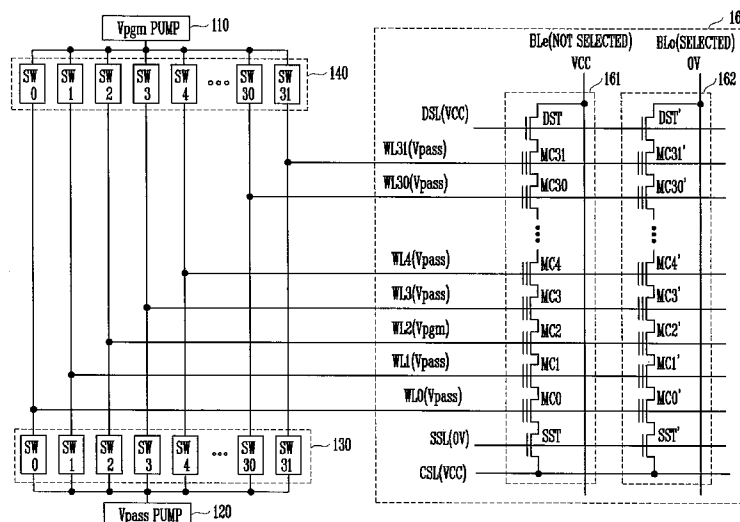 Vpgm PUMP 110
SW 0 SW 1 SW 2 SW 3 SW 4 SW 30 SW 31 140
BLe(NOT SELECTED) BLo(SELECTED)
VCC 0V
161 162
DSL(VCC) DST DST'
WL31(Vpass) MC31 MC31'
WL30(Vpass) MC30 MC30'
WL4(Vpass) MC4 MC4'
WL3(Vpass) MC3 MC3'
WL2(Vpgm) MC2 MC2'
WL1(Vpass) MC1 MC1'
WL0(Vpass) MC0 MC0'
SSL(0V) SST SST'
CSL(VCC)
SW 0 SW 1 SW 2 SW 3 SW 4 SW 30 SW 31 130
Vpass PUMP 120